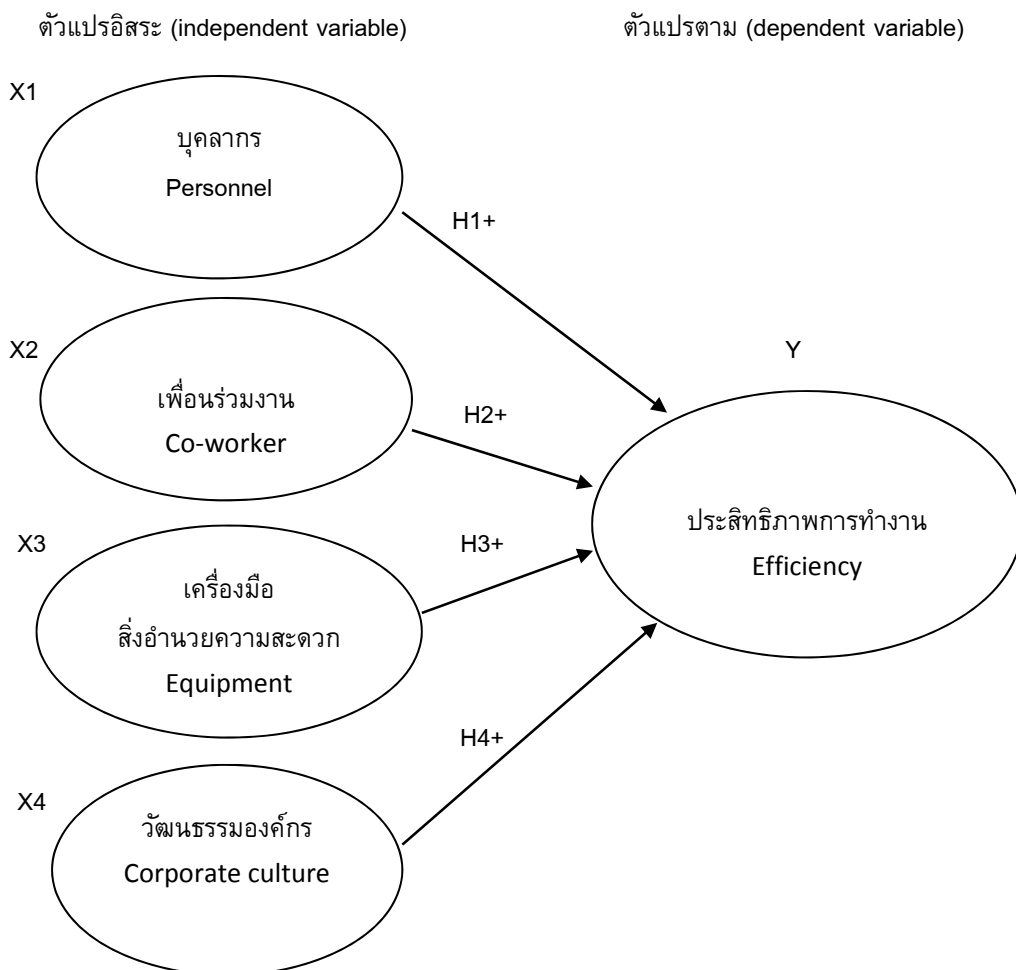 ตัวแปรอิสระ (independent variable)
ตัวแปรตาม (dependent variable)
X1
บุคลากร
Personnel
H1+
X2
เพื่อนร่วมงาน
Co-worker
H2+
Y
ประสิทธิภาพการทำงาน
Efficiency
X3
เครื่องมือ
สิ่งอำนวยความสะดวก
Equipment
H3+
X4
วัฒนธรรมองค์กร
Corporate culture
H4+